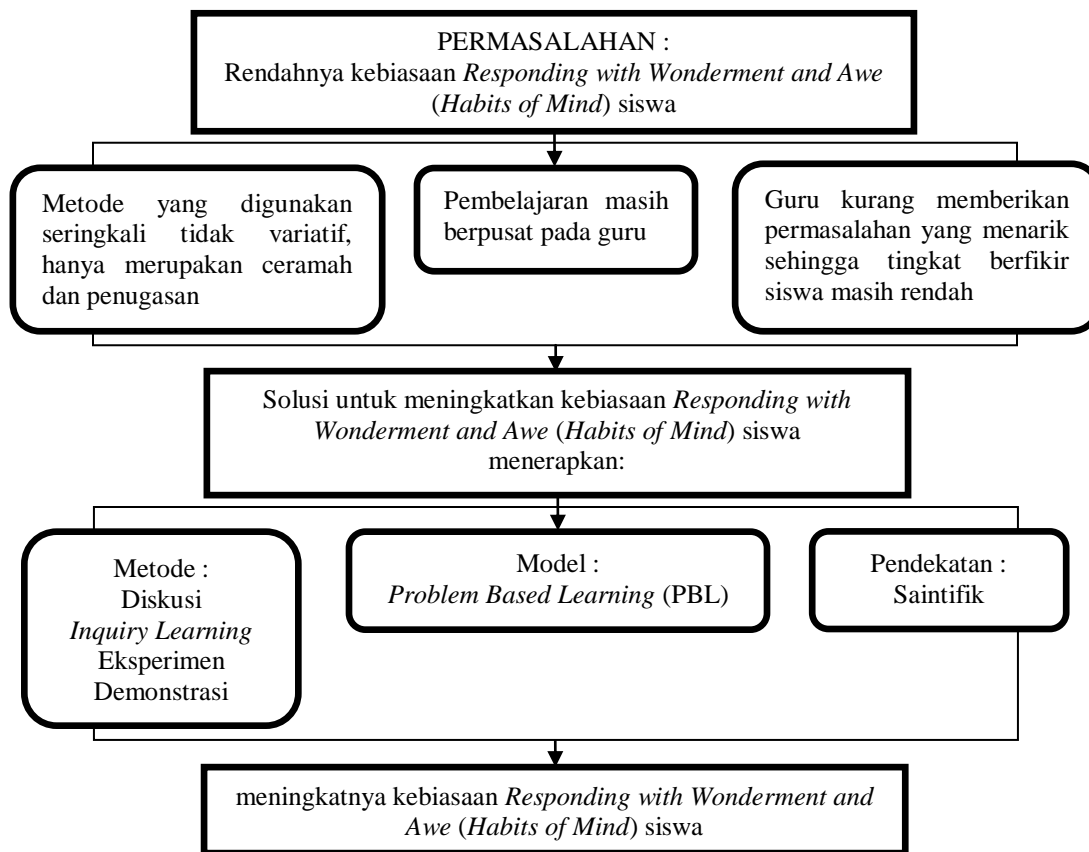 PERMASALAHAN :
Rendahnya kebiasaan Responding with Wonderment and Awe
(Habits of Mind) siswa
Metode yang digunakan
seringkali tidak variatif,
hanya merupakan ceramah
dan penugasan
Pembelajaran masih
berpusat pada guru
Guru kurang memberikan
permasalahan yang menarik
sehingga tingkat berfikir
siswa masih rendah
Solusi untuk meningkatkan kebiasaan Responding with
Wonderment and Awe (Habits of Mind) siswa
menerapkan:
Metode :
Diskusi
Inquiry Learning
Eksperimen
Demonstrasi
Model :
Problem Based Learning (PBL)
Pendekatan :
Saintifik
meningkatnya kebiasaan Responding with Wonderment and
Awe (Habits of Mind) siswa